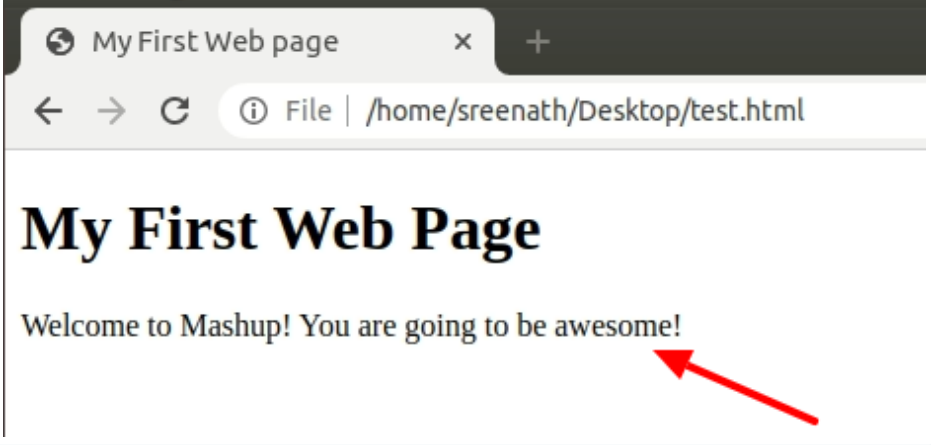 My First Web page
File /home/sreenath/Desktop/test.html
My First Web Page
Welcome to Mashup! You are going to be awesome!